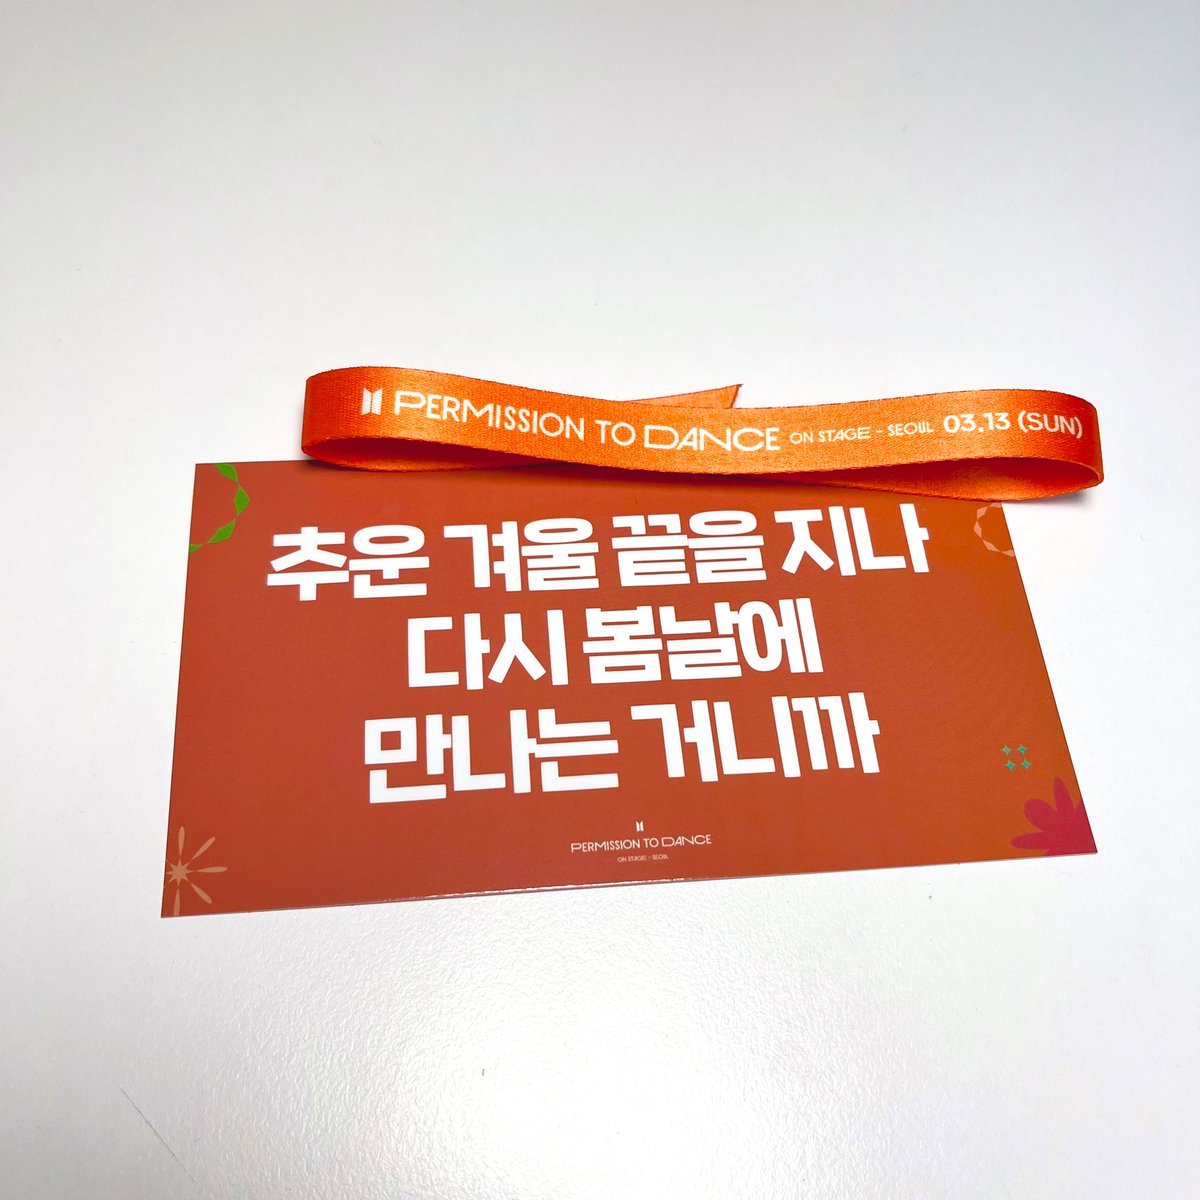 PERMISSION TO DANCE ON STAGE - SEOUL 03.13 (SUN)
추운 겨울 끝을 지나
다시 봄날에
만나는 거니까
PERMISSION TO DANCE
ON STAGE - SEOUL